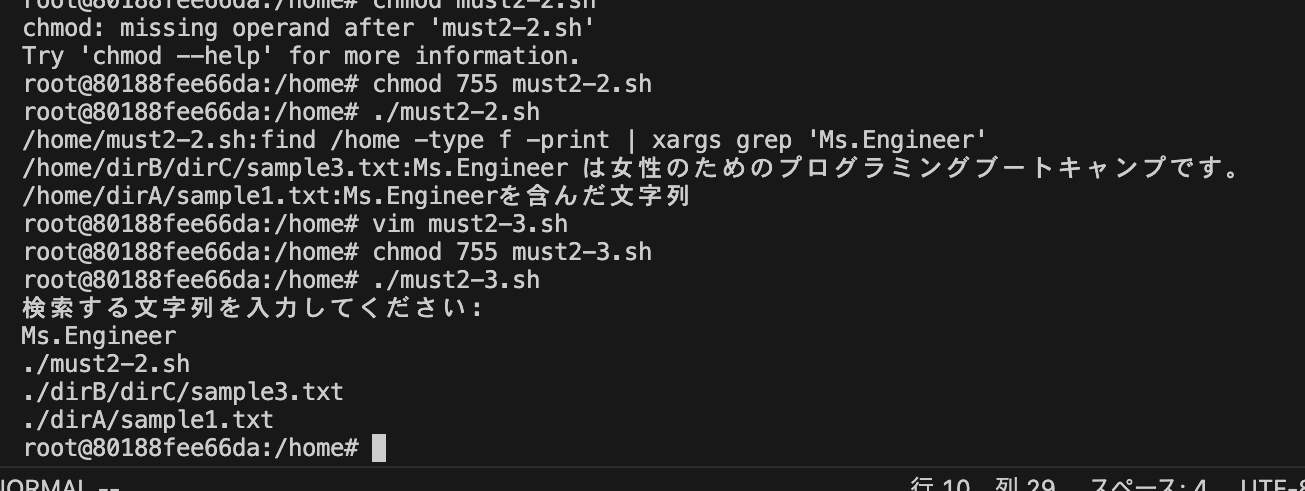 root@80188fee66da:/home# chmod must2-2.sh
chmod: missing operand after 'must2-2.sh'
Try 'chmod --help' for more information.
root@80188fee66da:/home# chmod 755 must2-2.sh
root@80188fee66da:/home# ./must2-2.sh
/home/must2-2.sh:find /home -type f -print | xargs grep 'Ms.Engineer'
/home/dirB/dirC/sample3.txt:Ms.Engineer は女性のためのプログラミングブートキャンプです。
/home/dirA/sample1.txt:Ms.Engineerを含んだ文字列
root@80188fee66da:/home# vim must2-3.sh
root@80188fee66da:/home# chmod 755 must2-3.sh
root@80188fee66da:/home# ./must2-3.sh
検索する文字列を入力してください:
Ms.Engineer
./must2-2.sh
./dirB/dirC/sample3.txt
./dirA/sample1.txt
root@80188fee66da:/home#
NORMAL -- 行 10、列 29 スペース: 4 UTF-8